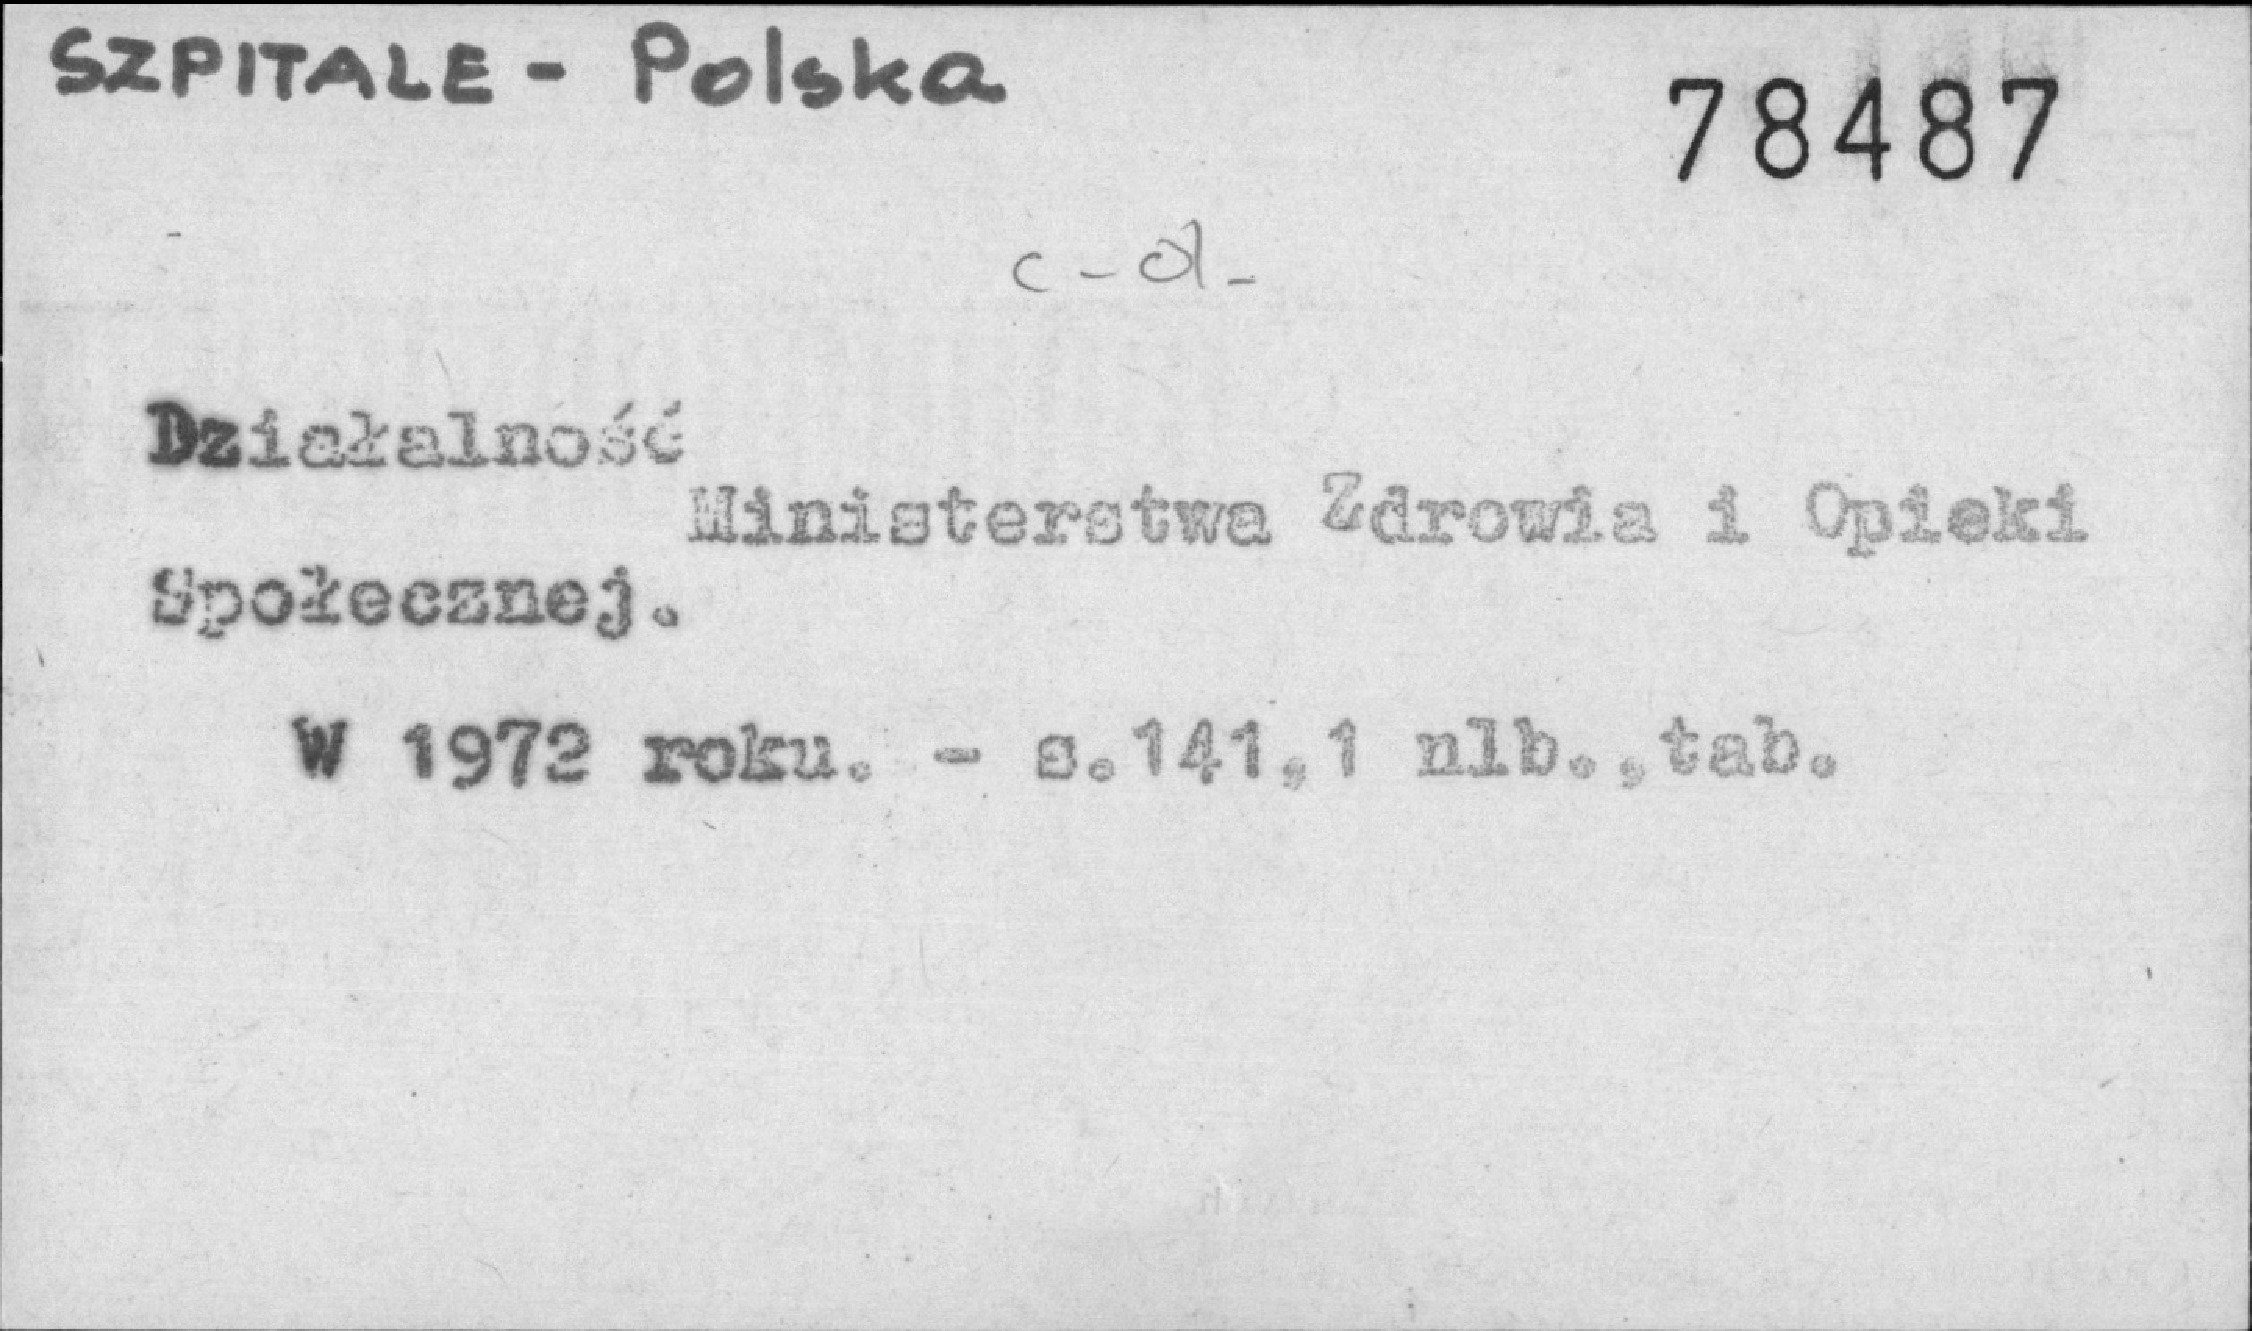 SZPITALE - Polska
78487
c - d -
Działalność
Ministerstwa Zdrowia i Opieki
Społecznej.
W 1972 roku. - s.141,1 nlb.,tab.